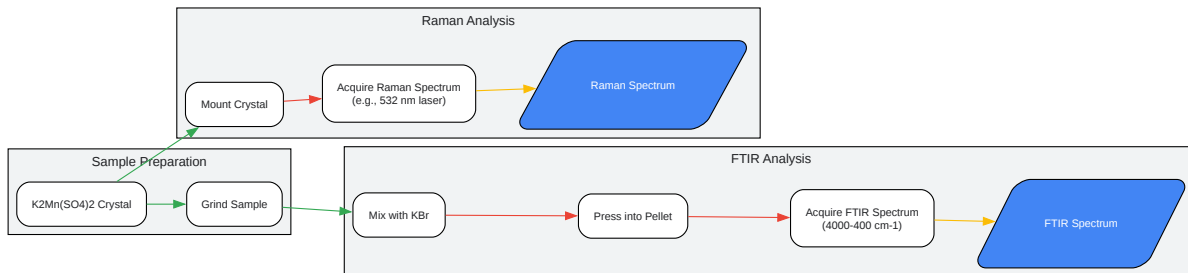 Raman Analysis
Mount Crystal
Acquire Raman Spectrum
(e.g., 532 nm laser)
Raman Spectrum
Sample Preparation
K2Mn(SO4)2 Crystal
Grind Sample
FTIR Analysis
Mix with KBr
Press into Pellet
Acquire FTIR Spectrum
(4000-400 cm-1)
FTIR Spectrum